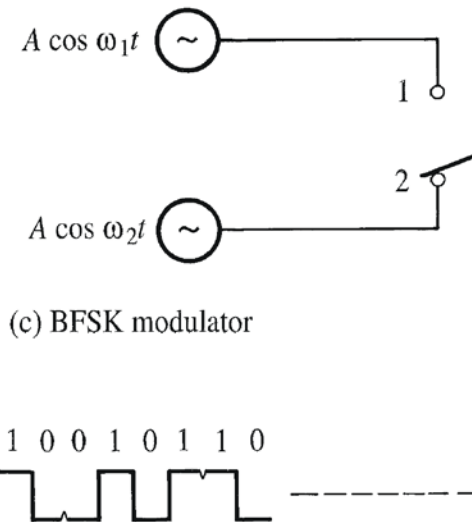 A cos ω₁t
1
2
A cos ω₂t
(c) BFSK modulator
1 0 0 1 0 1 1 0